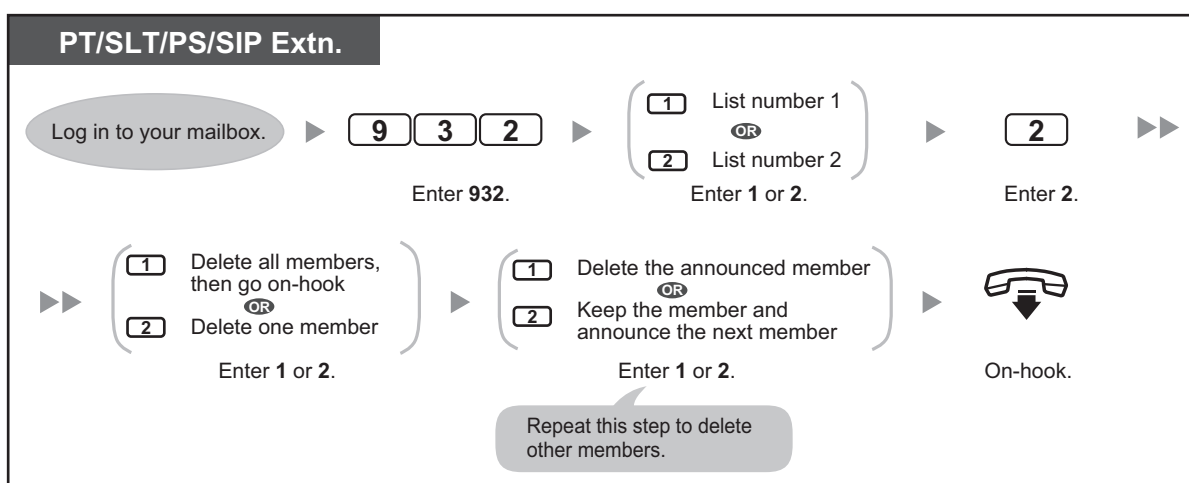 PT/SLT/PS/SIP Extn.
Log in to your mailbox.
9 3 2
Enter 932.
1 List number 1
OR
2 List number 2
Enter 1 or 2.
2
Enter 2.
1 Delete all members,
then go on-hook
OR
2 Delete one member
Enter 1 or 2.
1 Delete the announced member
OR
2 Keep the member and
announce the next member
Enter 1 or 2.
Repeat this step to delete
other members.
On-hook.